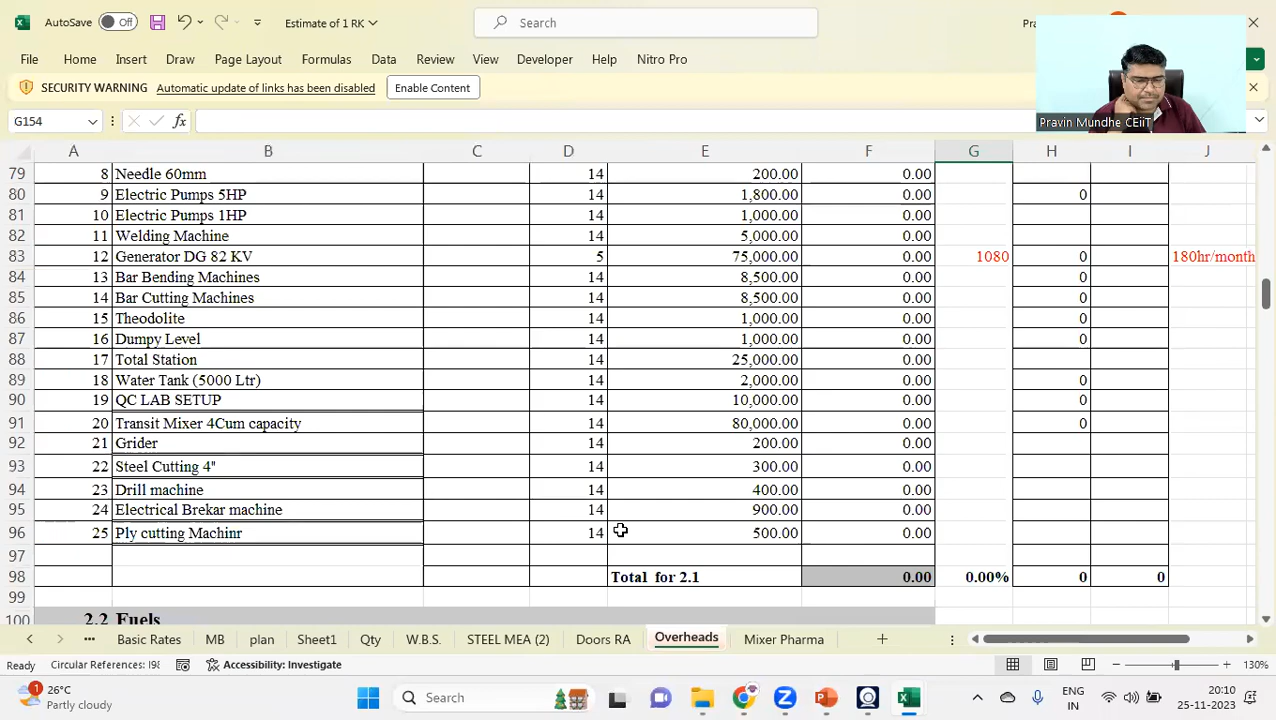 AutoSave Off Estimate of 1 RK Search Pra
File Home Insert Draw Page Layout Formulas Data Review View Developer Help Nitro Pro
SECURITY WARNING Automatic update of links has been disabled Enable Content
Pravin Mundhe CEiiT
G154 fx
A B C D E F G H I J
79 8 Needle 60mm 14 200.00 0.00
80 9 Electric Pumps 5HP 14 1,800.00 0.00 0
81 10 Electric Pumps 1HP 14 1,000.00 0.00
82 11 Welding Machine 14 5,000.00 0.00
83 12 Generator DG 82 KV 5 75,000.00 0.00 1080 0 180hr/month
84 13 Bar Bending Machines 14 8,500.00 0.00 0
85 14 Bar Cutting Machines 14 8,500.00 0.00 0
86 15 Theodolite 14 1,000.00 0.00 0
87 16 Dumpy Level 14 1,000.00 0.00 0
88 17 Total Station 14 25,000.00 0.00
89 18 Water Tank (5000 Ltr) 14 2,000.00 0.00 0
90 19 QC LAB SETUP 14 10,000.00 0.00 0
91 20 Transit Mixer 4Cum capacity 14 80,000.00 0.00 0
92 21 Grider 14 200.00 0.00
93 22 Steel Cutting 4" 14 300.00 0.00
94 23 Drill machine 14 400.00 0.00
95 24 Electrical Brekar machine 14 900.00 0.00
96 25 Ply cutting Machinr 14 500.00 0.00
97
98 Total for 2.1 0.00 0.00% 0 0
99
100 2.2 Fuels
Basic Rates MB plan Sheet1 Qty W.B.S. STEEL MEA (2) Doors RA Overheads Mixer Pharma
Ready Circular References: I98 Accessibility: Investigate 130%
1 26°C Partly cloudy Search ENG IN 20:10 25-11-2023